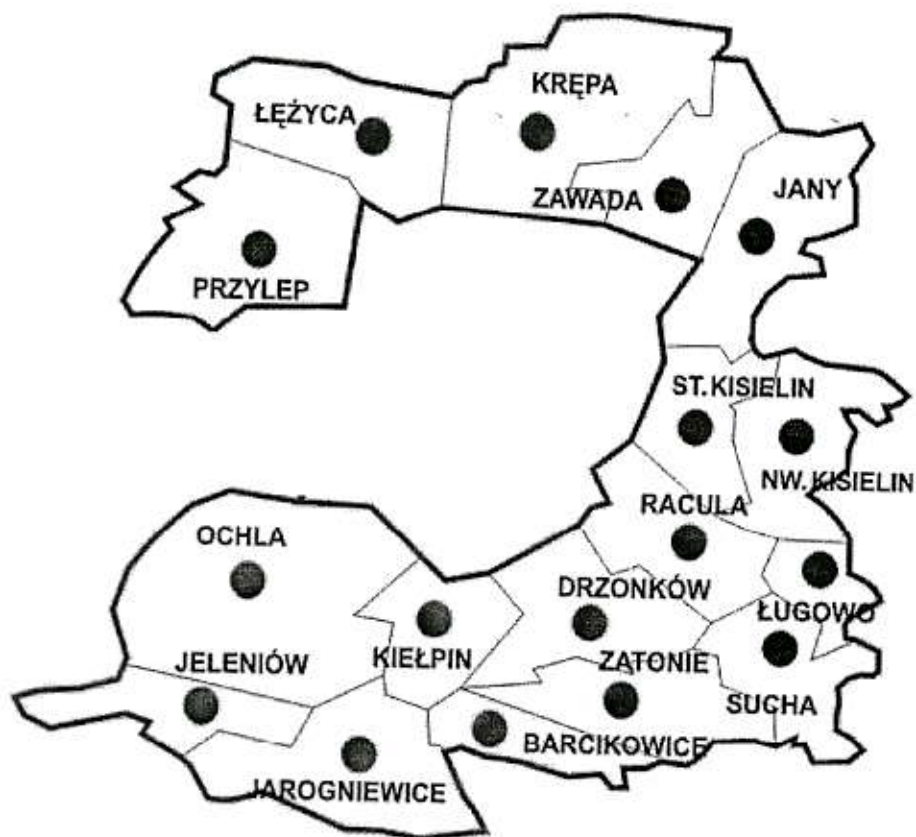 KRĘPA
ŁĘŻYCA
ZAWADA
JANY
PRZYLEP
ST.KISIELIN
NW.KISIELIN
RACULA
OCHLA
DRZONKÓW
ŁUGOWO
JELENIÓW
KIEŁPIN
ZATONIE
SUCHA
BARCIKOWICE
JAROGNIEWICE